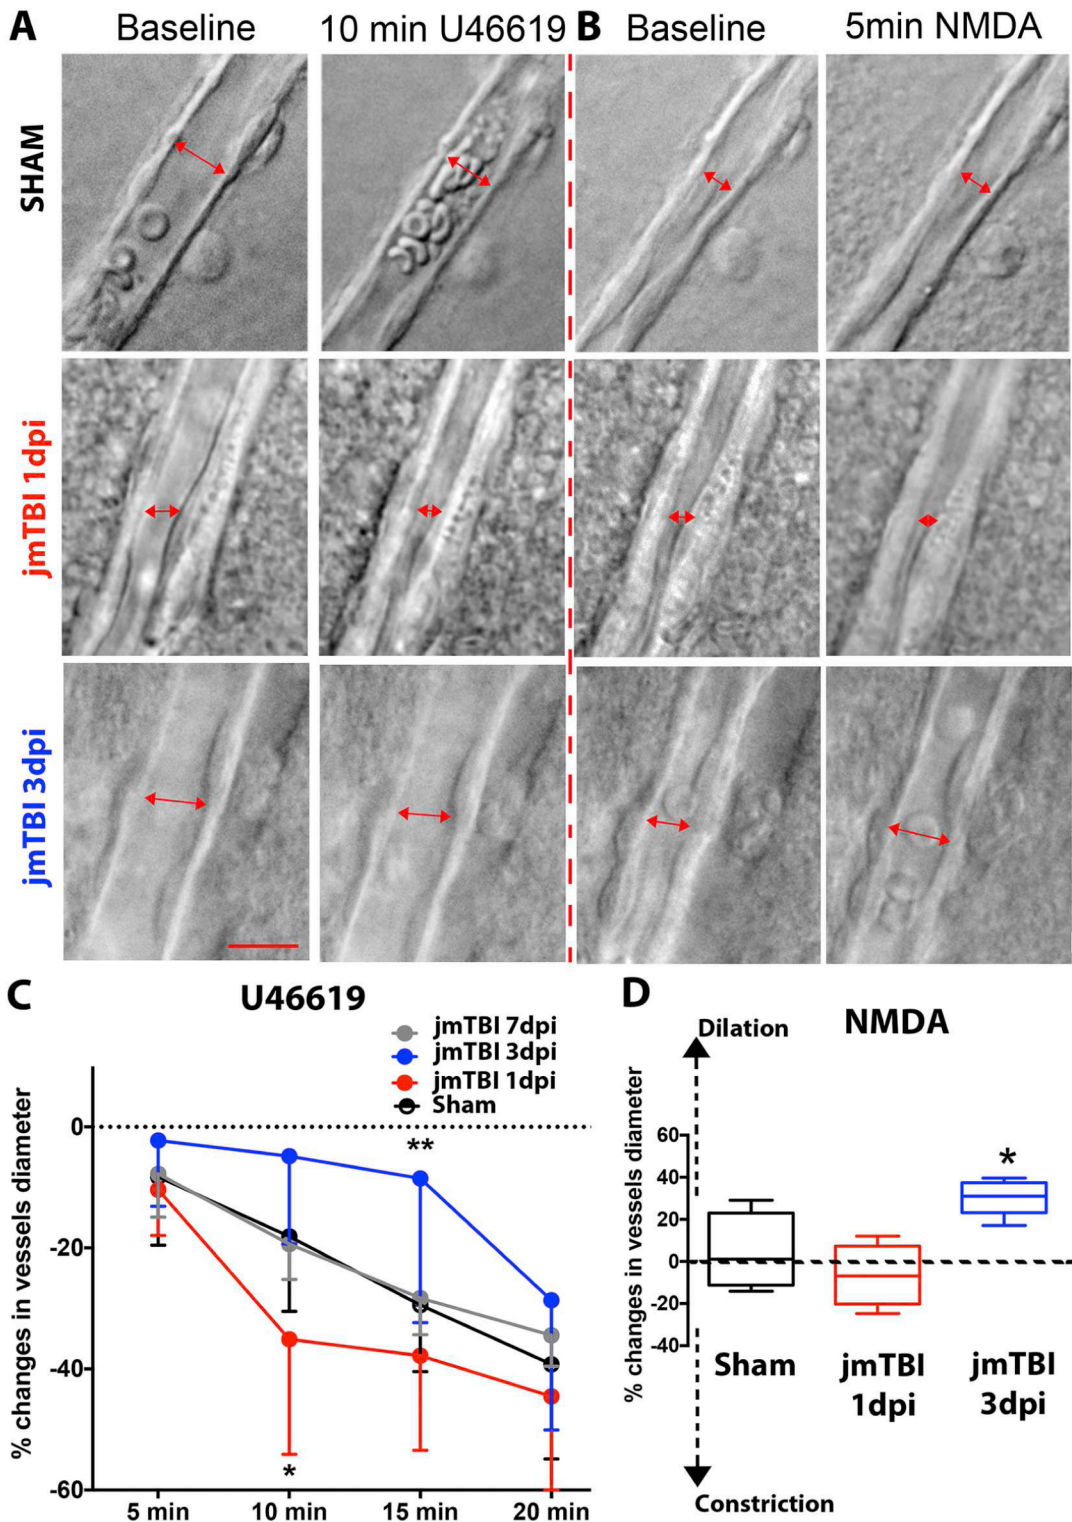 A Baseline 10 min U46619 B Baseline 5min NMDA
SHAM
jmTBI 1dpi
jmTBI 3dpi
C U46619
jmTBI 7dpi
jmTBI 3dpi
jmTBI 1dpi
Sham
% changes in vessels diameter
0
-20
-40
-60
**
*
5 min 10 min 15 min 20 min
D NMDA
Dilation
% changes in vessels diameter
60
40
20
0
-20
-40
*
Sham jmTBI jmTBI
1dpi 3dpi
Constriction